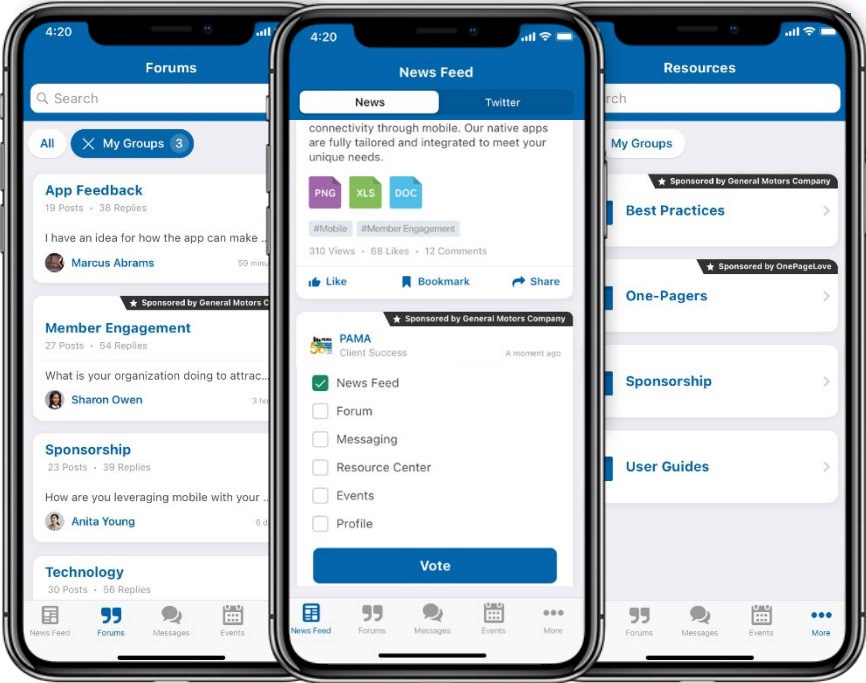 4:20
Forums
Search
All
My Groups 3
App Feedback
19 Posts • 38 Replies
I have an idea for how the app can make ..
Marcus Abrams
59 minu
Sponsored by General Motors C
Member Engagement
27 Posts • 54 Replies
What is your organization doing to attrac...
Sharon Owen
3 ho
Sponsorship
23 Posts • 39 Replies
How are you leveraging mobile with your ..
Anita Young
6 d
Technology
30 Posts • 56 Replies
News Feed
Forums
Messages
Events
4:20
News Feed
News
Twitter
connectivity through mobile. Our native apps
are fully tailored and integrated to meet your
unique needs.
PNG
XLS
DOC
#Mobile
#Member Engagement
310 Views • 68 Likes • 12 Comments
Like
Bookmark
Share
Sponsored by General Motors Company
PAMA
Client Success
A moment ago
News Feed
Forum
Messaging
Resource Center
Events
Profile
Vote
News Feed
Forums
Messages
Events
More
Resources
rch
My Groups
Sponsored by General Motors Company
Best Practices
Sponsored by OnePageLove
One-Pagers
Sponsorship
User Guides
Forums
Messages
Events
More